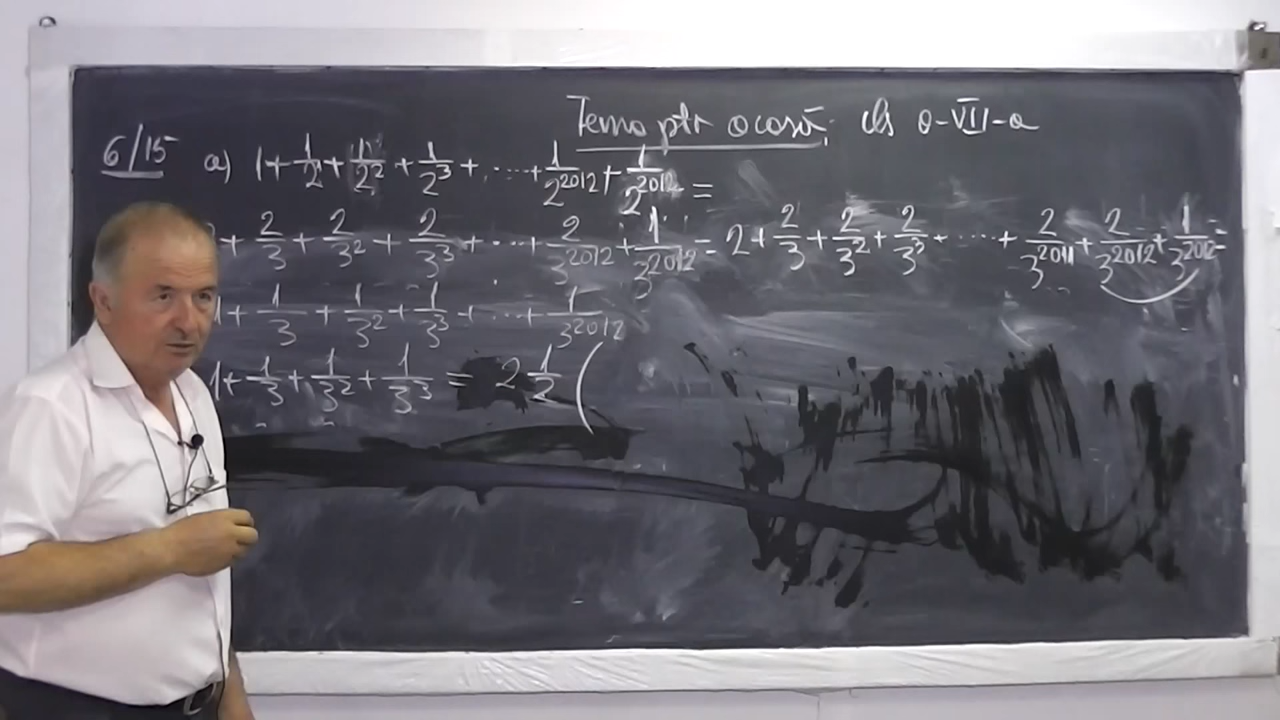 Temă ptr acasă: cls a-VII-a
6/15 a) 1+1/2+1/2²+1/2³+...+1/2²⁰¹²+1/2²⁰¹²=
+2/3+2/3²+2/3³+...+2/3²⁰¹²+1/3²⁰¹²=2+2/3+2/3²+2/3³+...+2/3²⁰¹¹+2/3²⁰¹²+1/3²⁰¹²=
1+1/3+1/3²+1/3³+...+1/3²⁰¹²
1+1/3+1/3²+1/3³=2 1/2(